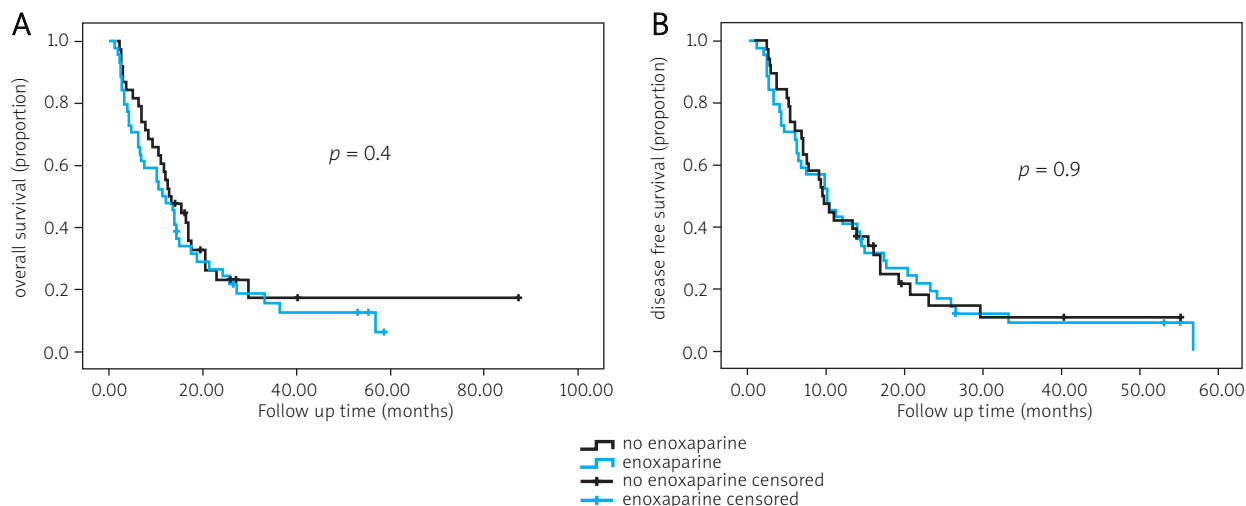 A
overall survival (proportion)
1.0
0.8
0.6
0.4
0.2
0.0
p = 0.4
0.00 20.00 40.00 60.00 80.00 100.00
Follow up time (months)
B
disease free survival (proportion)
1.0
0.8
0.6
0.4
0.2
0.0
p = 0.9
0.00 10.00 20.00 30.00 40.00 50.00 60.00
Follow up time (months)
no enoxaparine
enoxaparine
no enoxaparine censored
enoxaparine censored